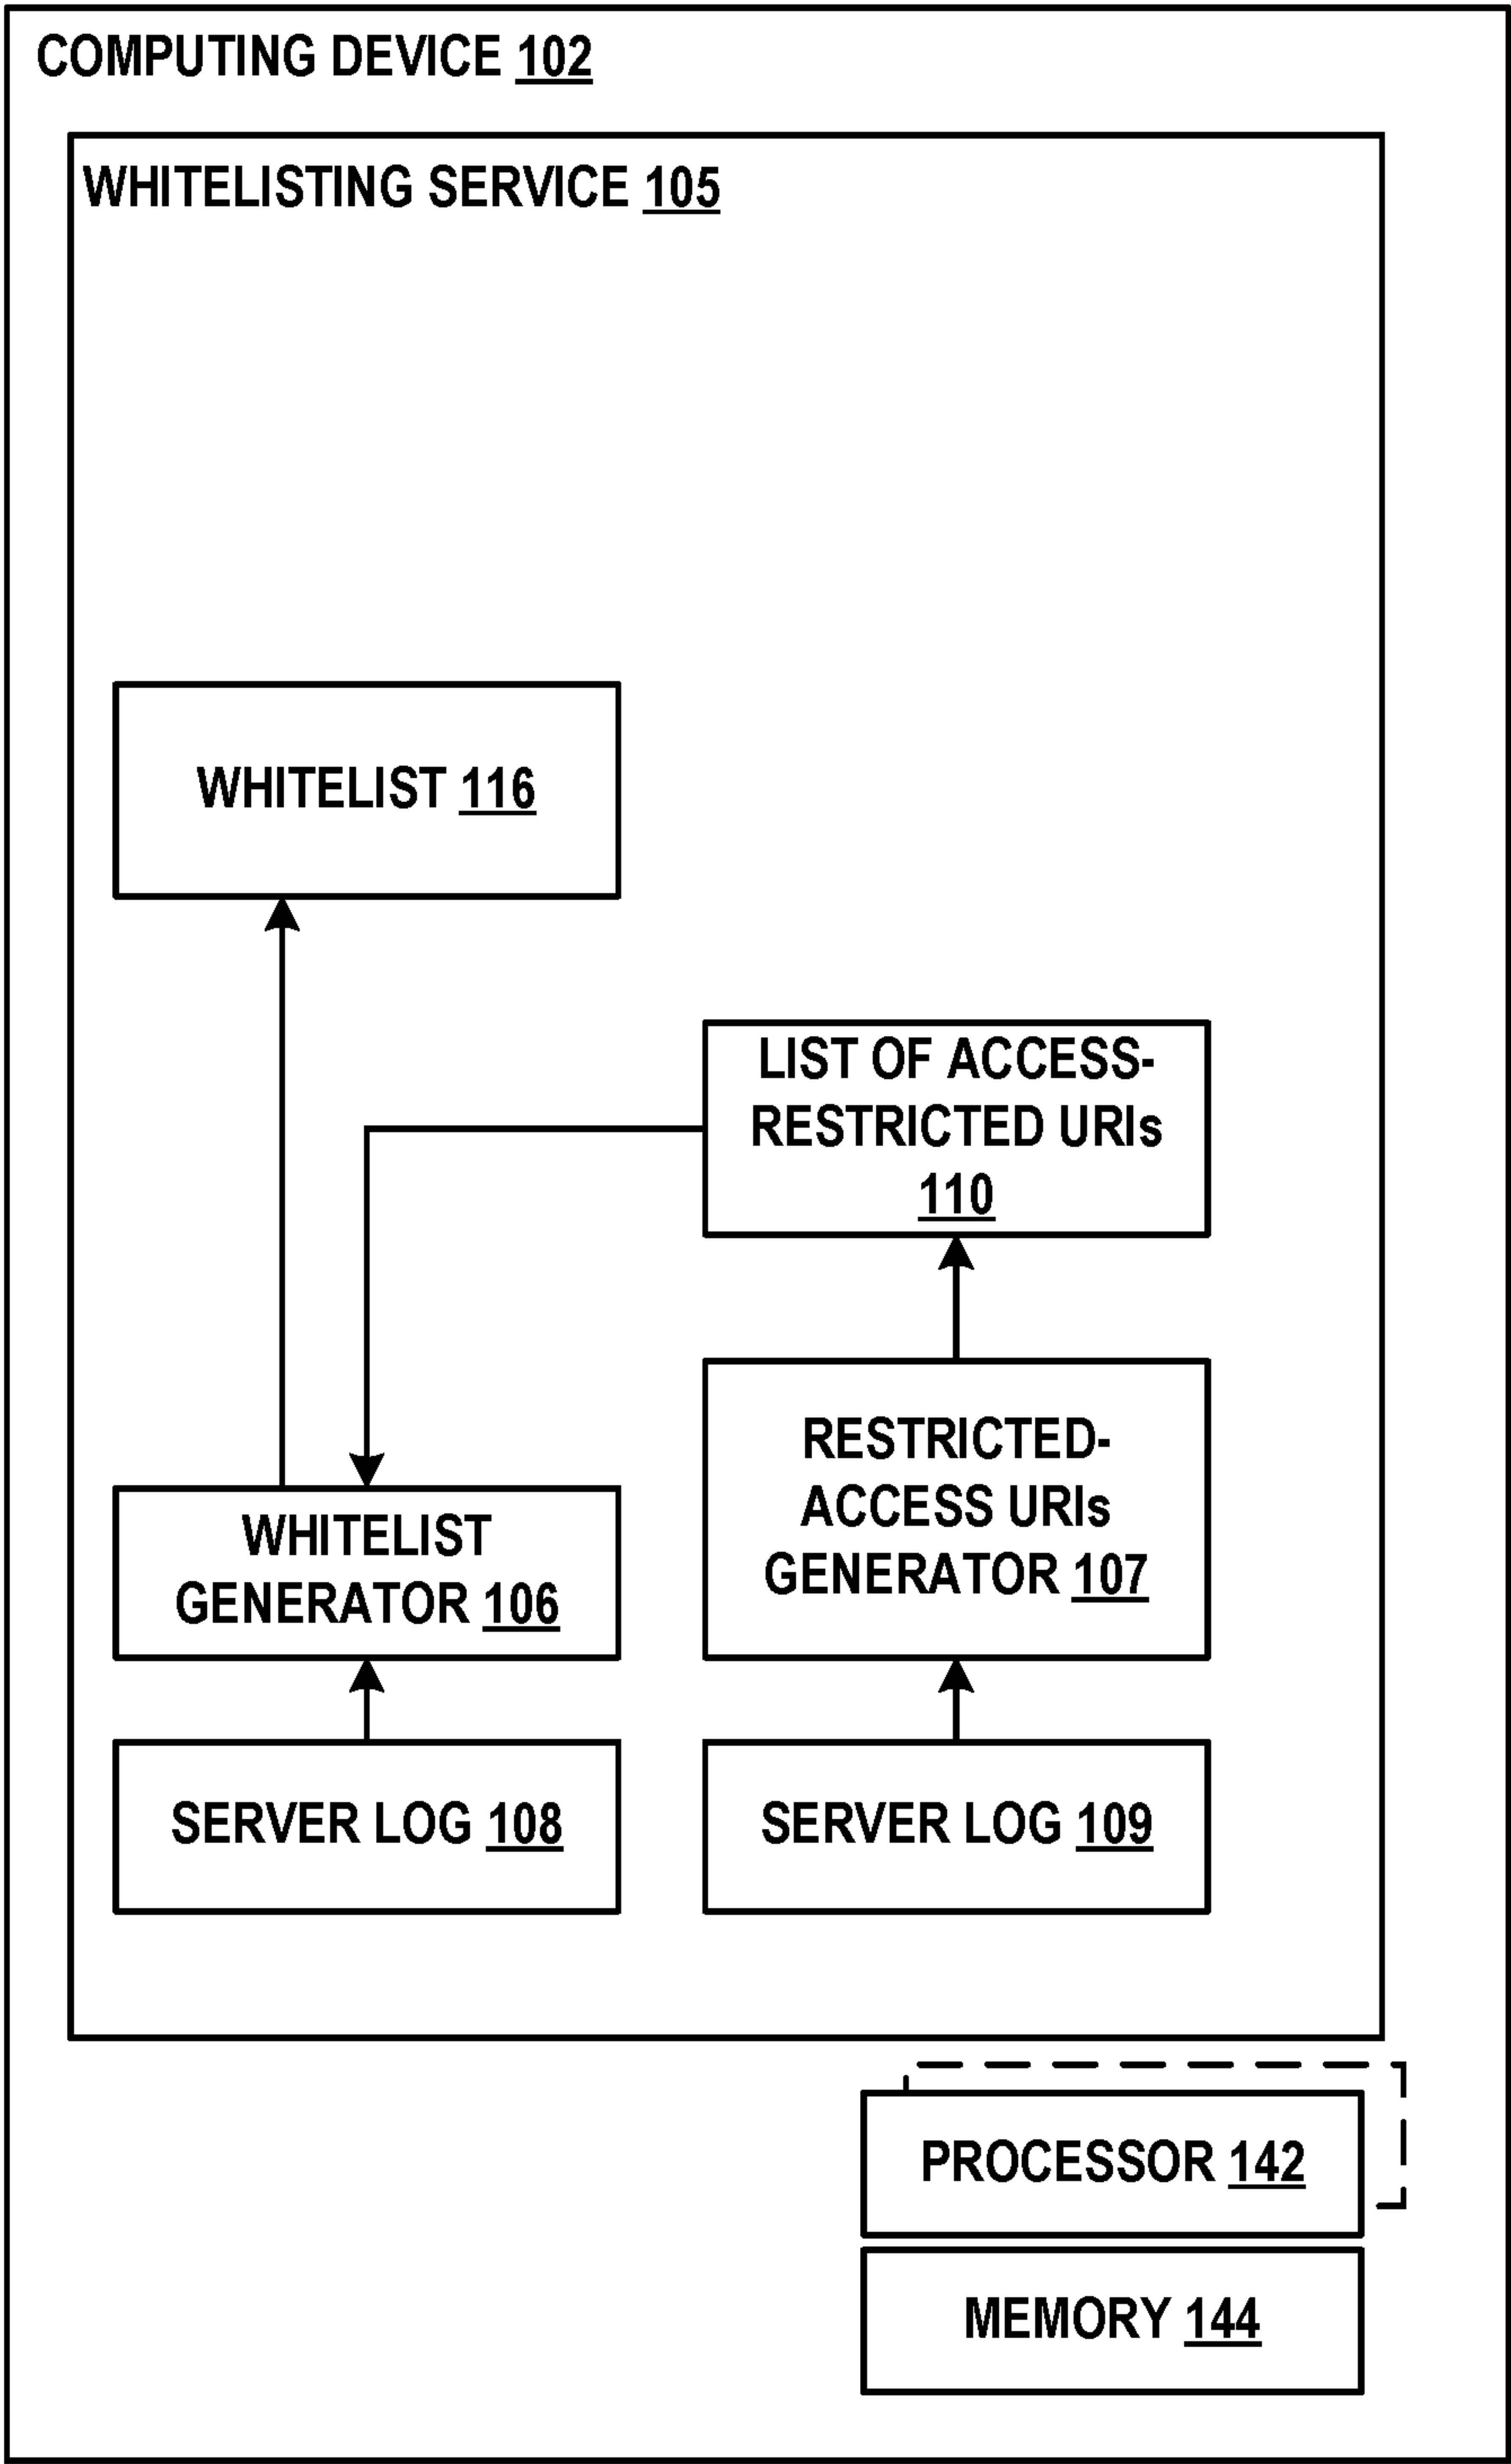 COMPUTING DEVICE 102
WHITELISTING SERVICE 105
WHITELIST 116
LIST OF ACCESS-
RESTRICTED URIs
110
RESTRICTED-
ACCESS URIs
GENERATOR 107
WHITELIST
GENERATOR 106
SERVER LOG 108
SERVER LOG 109
PROCESSOR 142
MEMORY 144